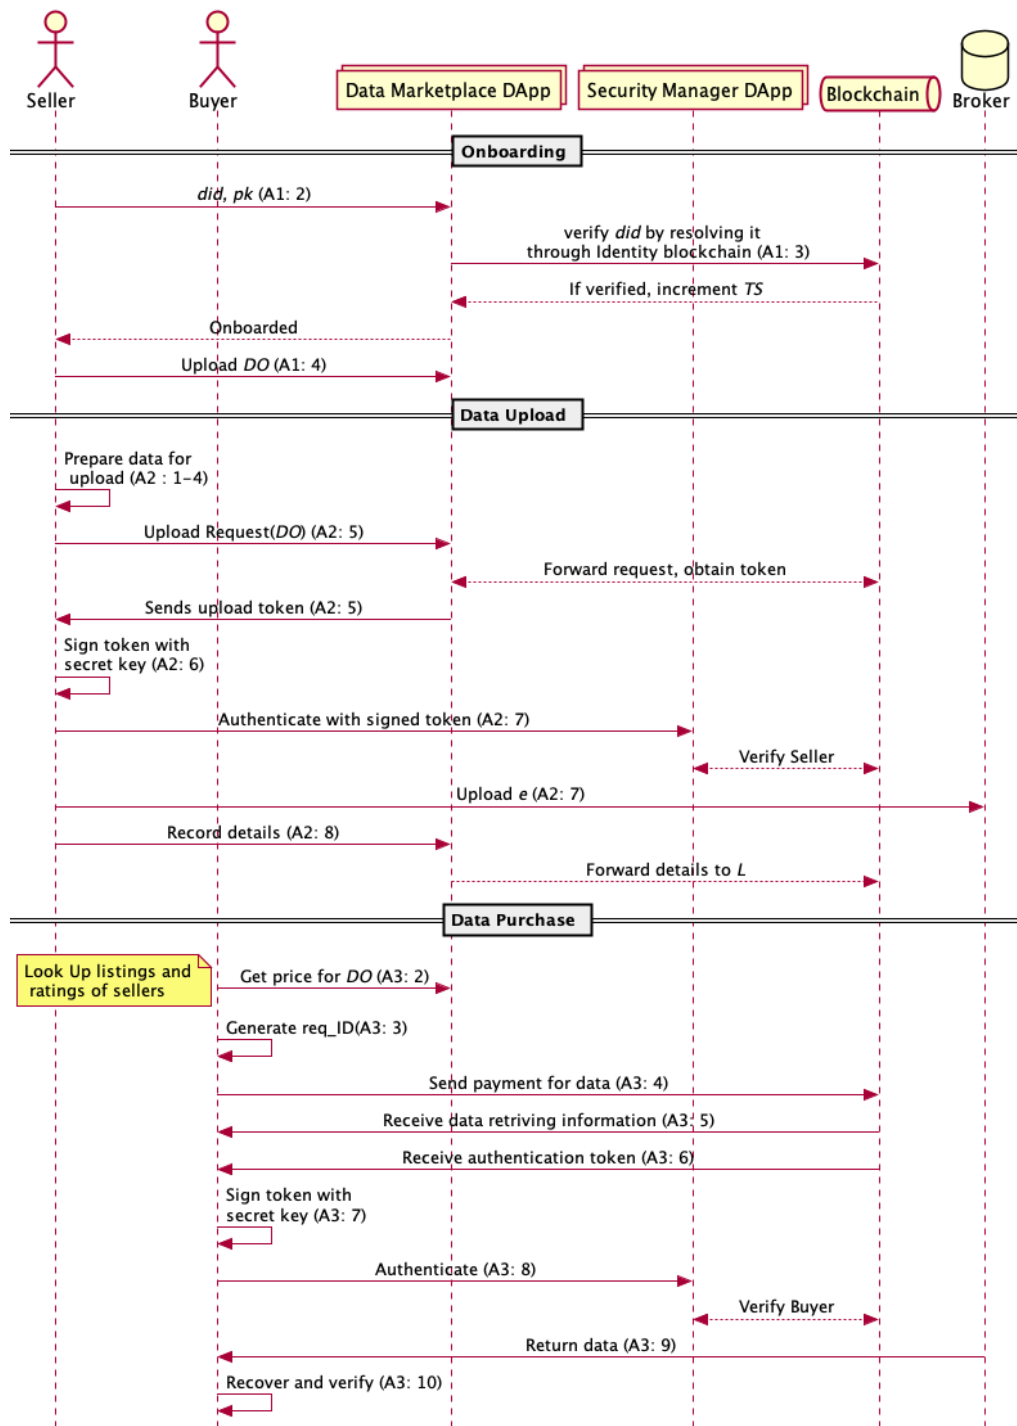 Seller
Buyer
Data Marketplace DApp
Security Manager DApp
Blockchain
Broker
Onboarding
did, pk (A1: 2)
verify did by resolving it
through Identity blockchain (A1: 3)
If verified, increment TS
Onboarded
Upload DO (A1: 4)
Data Upload
Prepare data for
upload (A2 : 1-4)
Upload Request(DO) (A2: 5)
Forward request, obtain token
Sends upload token (A2: 5)
Sign token with
secret key (A2: 6)
Authenticate with signed token (A2: 7)
Verify Seller
Upload e (A2: 7)
Record details (A2: 8)
Forward details to L
Data Purchase
Look Up listings and
ratings of sellers
Get price for DO (A3: 2)
Generate req_ID(A3: 3)
Send payment for data (A3: 4)
Receive data retriving information (A3: 5)
Receive authentication token (A3: 6)
Sign token with
secret key (A3: 7)
Authenticate (A3: 8)
Verify Buyer
Return data (A3: 9)
Recover and verify (A3: 10)